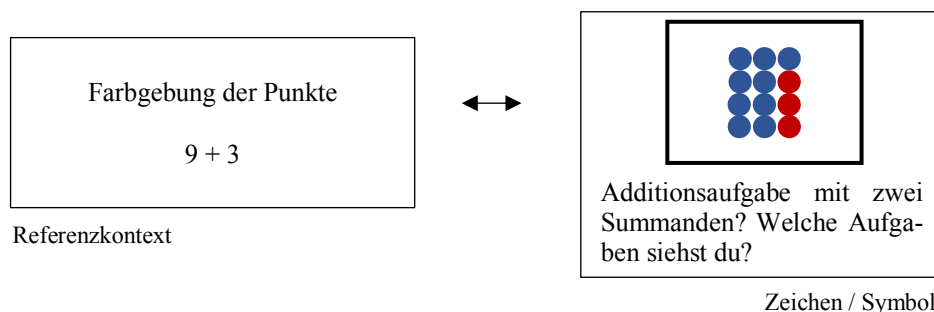 Farbgebung der Punkte
9 + 3
Referenzkontext
Additionsaufgabe mit zwei
Summanden? Welche Aufga-
ben siehst du?
Zeichen / Symbol